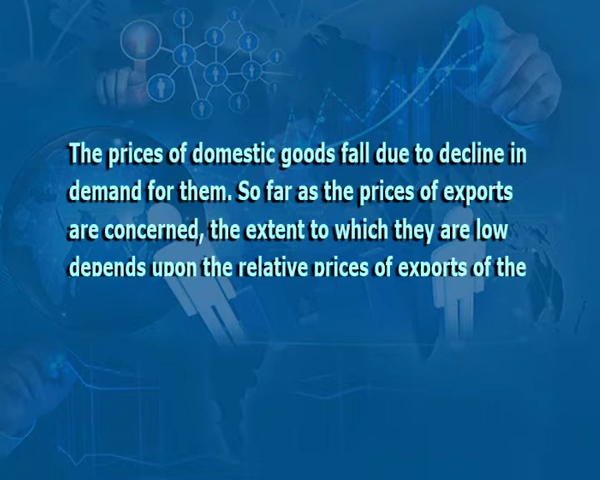 The prices of domestic goods fall due to decline in
demand for them. So far as the prices of exports
are concerned, the extent to which they are low
depends upon the relative prices of exports of the